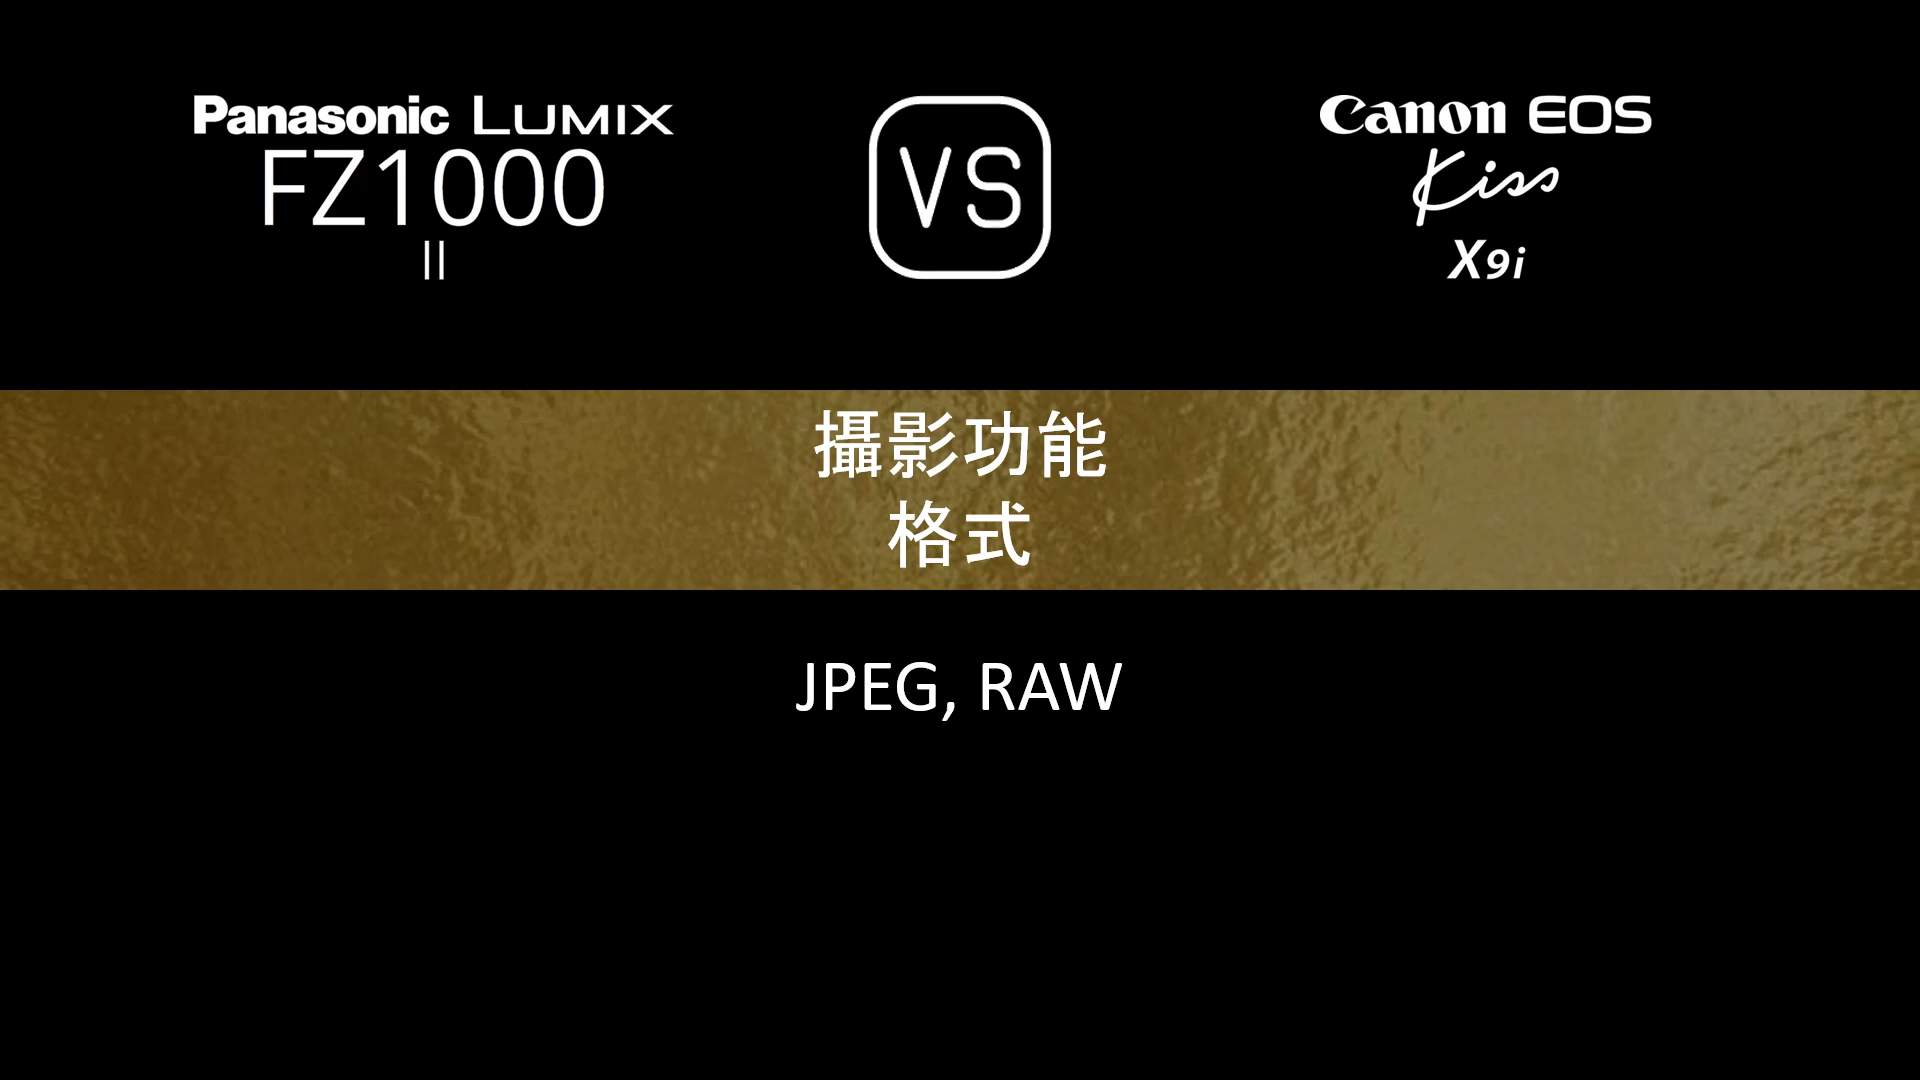 Panasonic LUMIX
FZ1000
II
VS
Canon EOS
Kiss
X9i
攝影功能
格式
JPEG, RAW